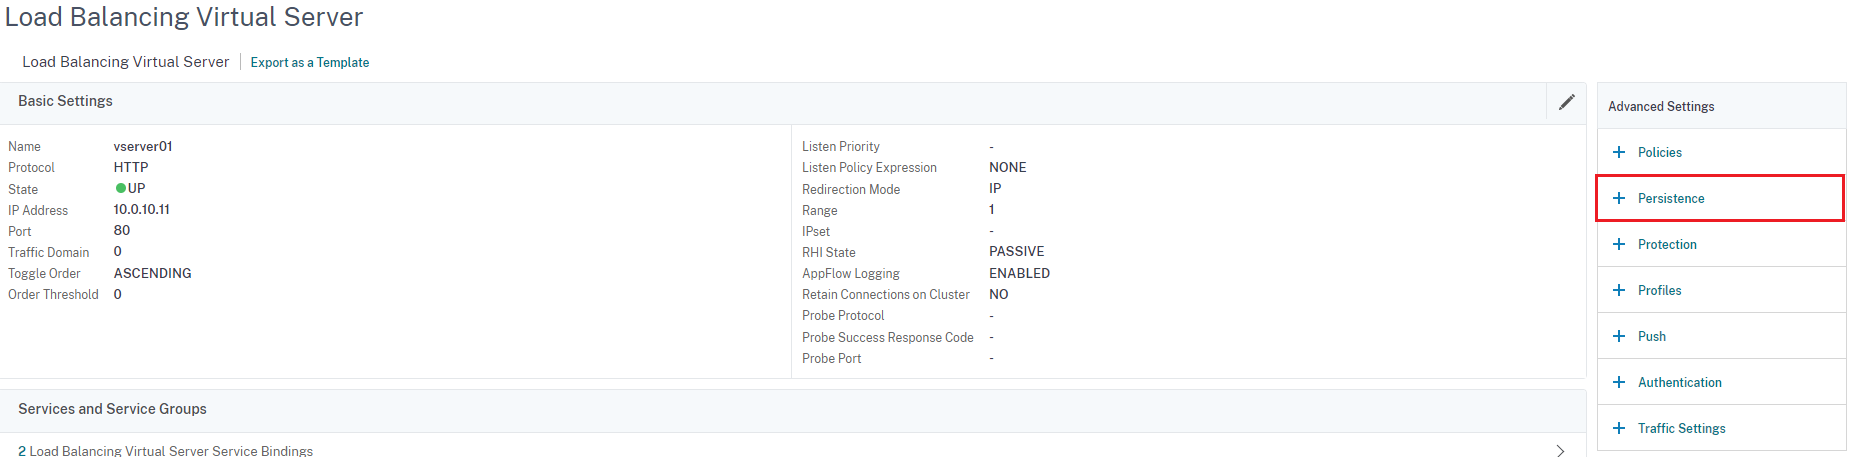 Load Balancing Virtual Server
Load Balancing Virtual Server | Export as a Template
Basic Settings
Name vserver01
Protocol HTTP
State UP
IP Address 10.0.10.11
Port 80
Traffic Domain 0
Toggle Order ASCENDING
Order Threshold 0
Listen Priority -
Listen Policy Expression NONE
Redirection Mode IP
Range 1
IPset -
RHI State PASSIVE
AppFlow Logging ENABLED
Retain Connections on Cluster NO
Probe Protocol -
Probe Success Response Code -
Probe Port -
Services and Service Groups
2 Load Balancing Virtual Server Service Bindings
Advanced Settings
+ Policies
+ Persistence
+ Protection
+ Profiles
+ Push
+ Authentication
+ Traffic Settings